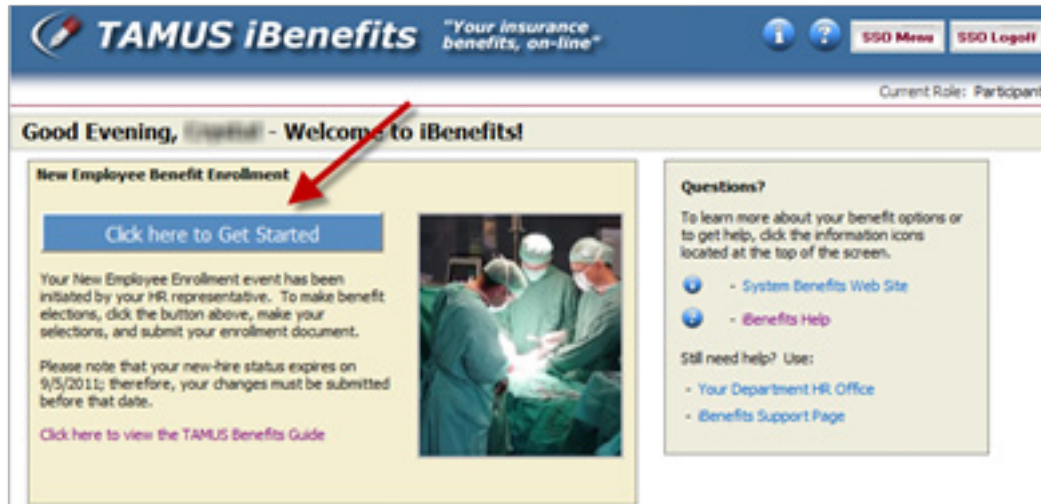 TAMUS iBenefits "Your insurance
benefits, on-line"
SSO Menu SSO Logoff
Current Role: Participant
Good Evening, - Welcome to iBenefits!
New Employee Benefit Enrollment
Click here to Get Started
Your New Employee Enrollment event has been
initiated by your HR representative. To make benefit
elections, click the button above, make your
selections, and submit your enrollment document.
Please note that your new-hire status expires on
9/5/2011; therefore, your changes must be submitted
before that date.
Click here to view the TAMUS Benefits Guide
Questions?
To learn more about your benefit options or
to get help, click the information icons
located at the top of the screen.
- System Benefits Web Site
- iBenefits Help
Still need help? Use:
- Your Department HR Office
- iBenefits Support Page